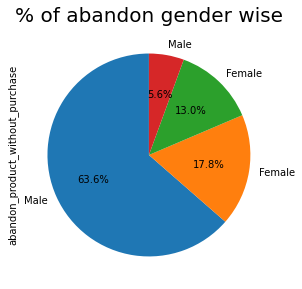 % of abandon gender wise
Male
Female
5.6%
13.0%
abandon_product_without_purchase
17.8%
Female
63.6%
Male